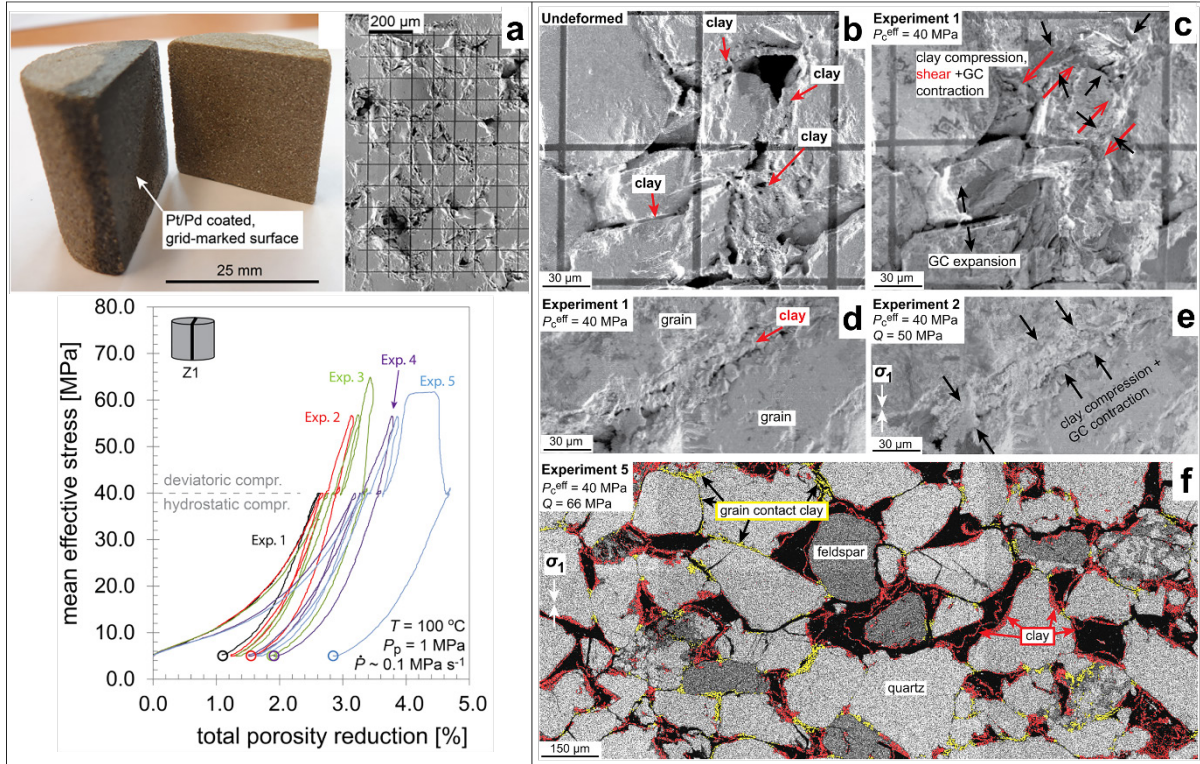 a
200 µm
Pt/Pd coated,
grid-marked surface
25 mm
80.0
70.0
60.0
50.0
40.0
30.0
20.0
10.0
0.0
mean effective stress [MPa]
Z1
Exp. 4
Exp. 3
Exp. 5
Exp. 2
deviatoric compr.
hydrostatic compr.
Exp. 1
T = 100 ºC
Pp = 1 MPa
Ṗ ~ 0.1 MPa s⁻¹
0.0 1.0 2.0 3.0 4.0 5.0
total porosity reduction [%]
Undeformed
b
clay
clay
clay
clay
30 µm
Experiment 1
Pc^eff = 40 MPa
c
clay compression,
shear +GC
contraction
GC expansion
30 µm
Experiment 1
Pc^eff = 40 MPa
d
grain
clay
grain
30 µm
Experiment 2
Pc^eff = 40 MPa
Q = 50 MPa
e
σ1
clay compression +
GC contraction
30 µm
Experiment 5
Pc^eff = 40 MPa
Q = 66 MPa
f
grain contact clay
feldspar
σ1
clay
quartz
150 µm